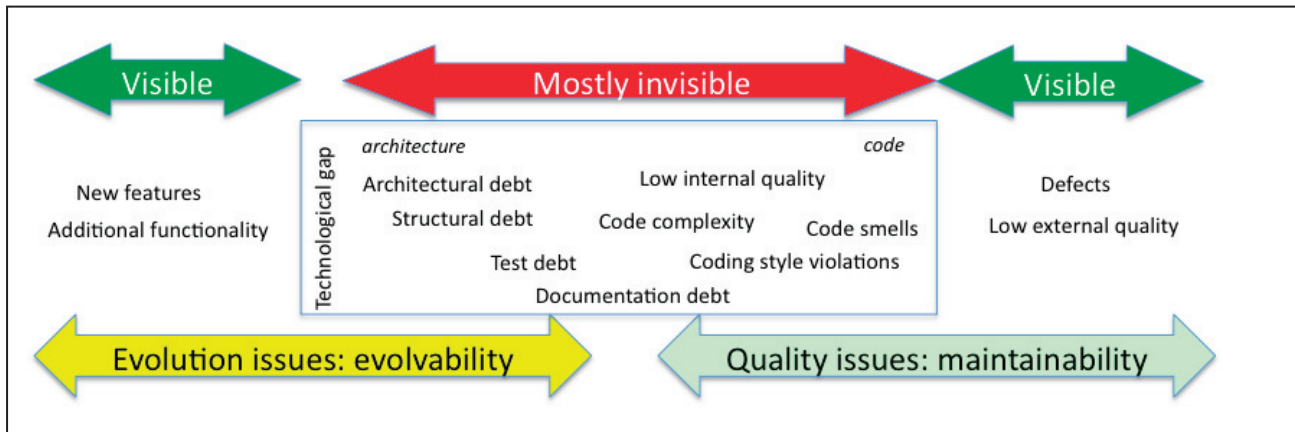 Visible
Mostly invisible
Visible
Technological gap
architecture
code
New features
Additional functionality
Architectural debt
Low internal quality
Structural debt
Code complexity
Code smells
Test debt
Coding style violations
Documentation debt
Defects
Low external quality
Evolution issues: evolvability
Quality issues: maintainability